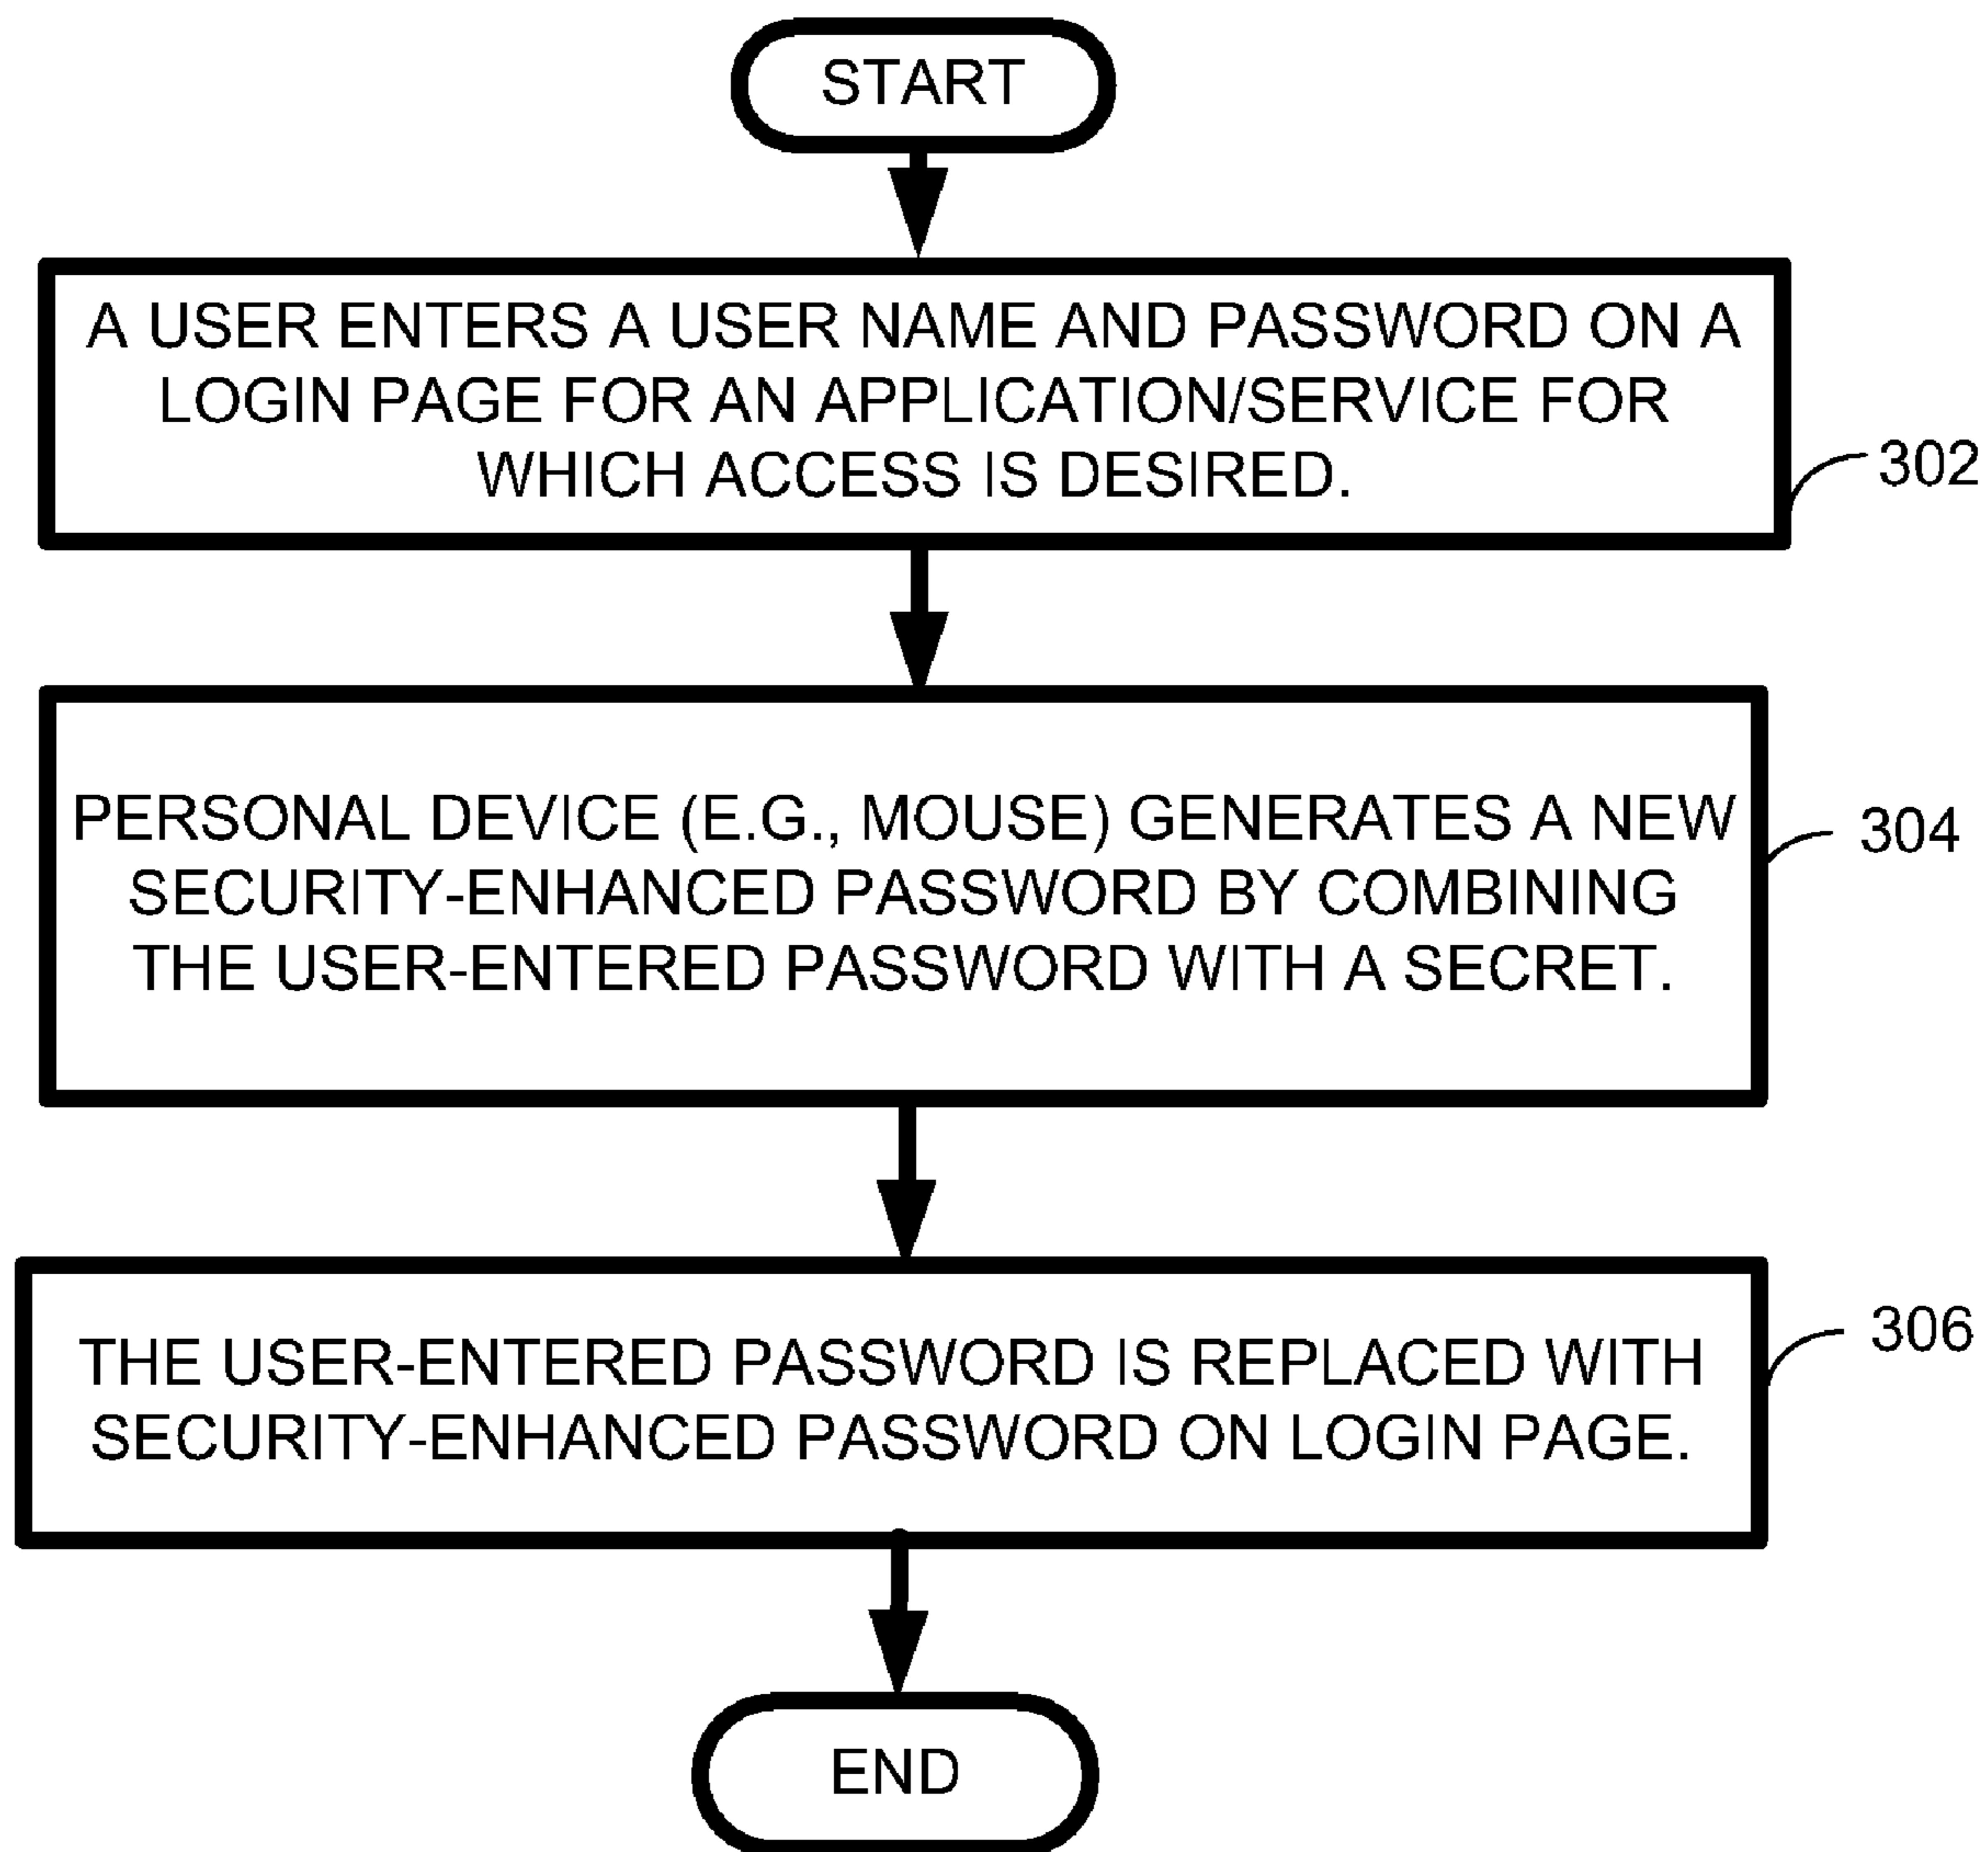 START
A USER ENTERS A USER NAME AND PASSWORD ON A
LOGIN PAGE FOR AN APPLICATION/SERVICE FOR
WHICH ACCESS IS DESIRED.
302
PERSONAL DEVICE (E.G., MOUSE) GENERATES A NEW
SECURITY-ENHANCED PASSWORD BY COMBINING
THE USER-ENTERED PASSWORD WITH A SECRET.
304
THE USER-ENTERED PASSWORD IS REPLACED WITH
SECURITY-ENHANCED PASSWORD ON LOGIN PAGE.
306
END